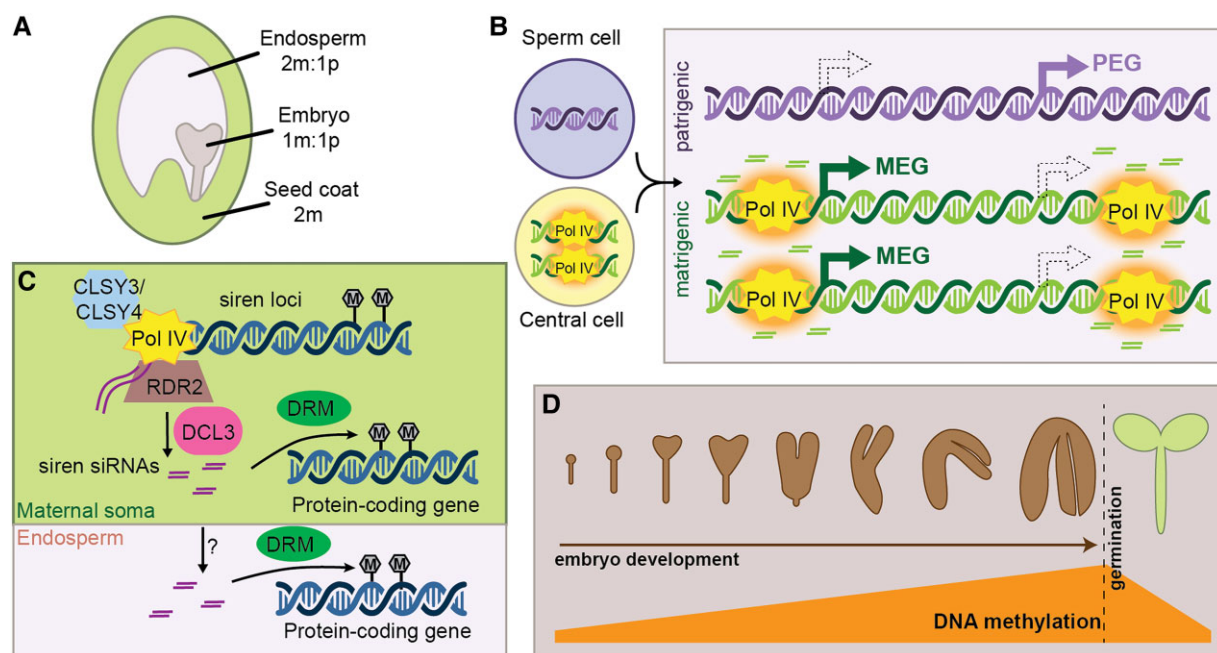 A
Endosperm
2m:1p
Embryo
1m:1p
Seed coat
2m
B
Sperm cell
Pol IV
Pol IV
Central cell
patrigenic
PEG
matrigenic
MEG
Pol IV
Pol IV
MEG
Pol IV
Pol IV
C
CLSY3/
CLSY4
Pol IV
siren loci
M M
RDR2
DCL3
DRM
siren siRNAs
M M
Protein-coding gene
Maternal soma
Endosperm
?
DRM
M M
Protein-coding gene
D
embryo development
germination
DNA methylation